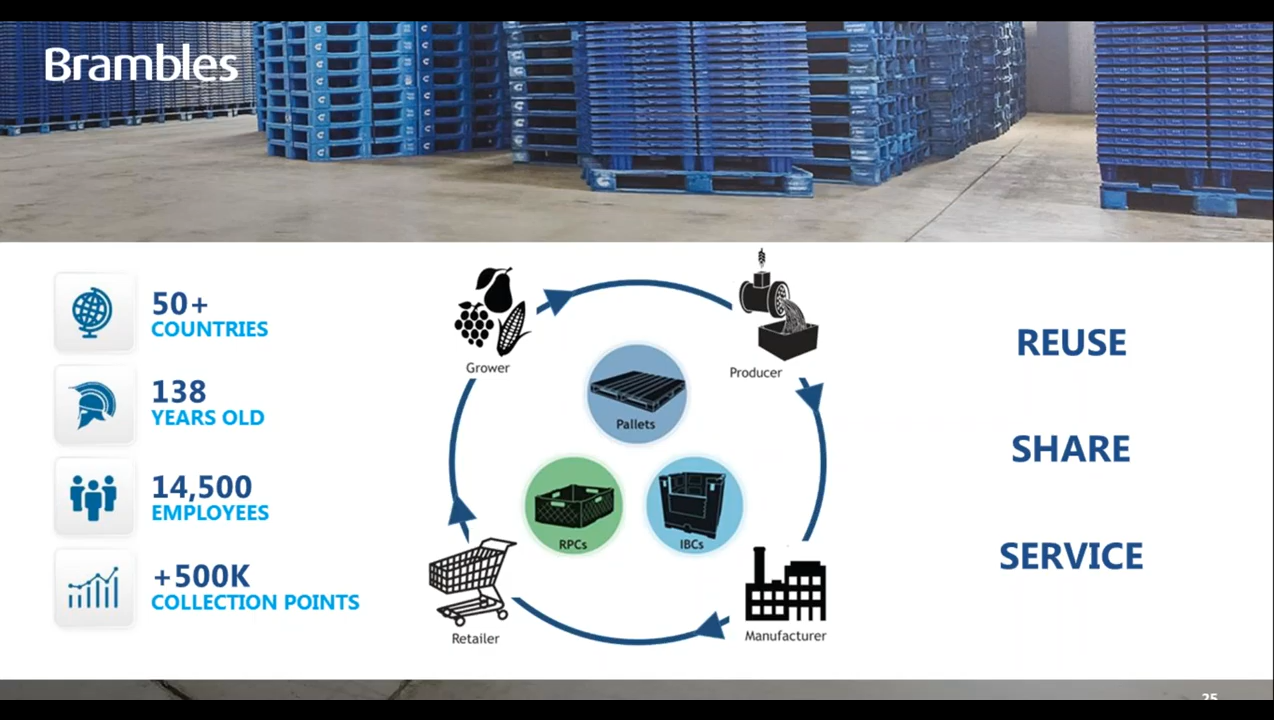 Brambles
50+
COUNTRIES
138
YEARS OLD
14,500
EMPLOYEES
+500K
COLLECTION POINTS
Grower
Producer
Pallets
RPCs
IBCs
Retailer
Manufacturer
REUSE
SHARE
SERVICE
25